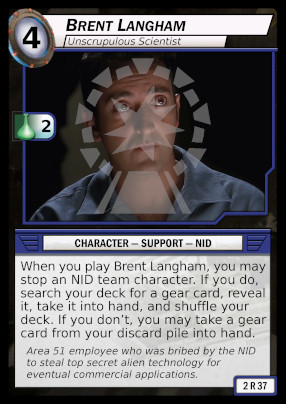 4
BRENT LANGHAM
Unscrupulous Scientist
2
CHARACTER – SUPPORT – NID
When you play Brent Langham, you may
stop an NID team character. If you do,
search your deck for a gear card, reveal
it, take it into hand, and shuffle your
deck. If you don't, you may take a gear
card from your discard pile into hand.
Area 51 employee who was bribed by the NID
to steal top secret alien technology for
eventual commercial applications.
2 R 37